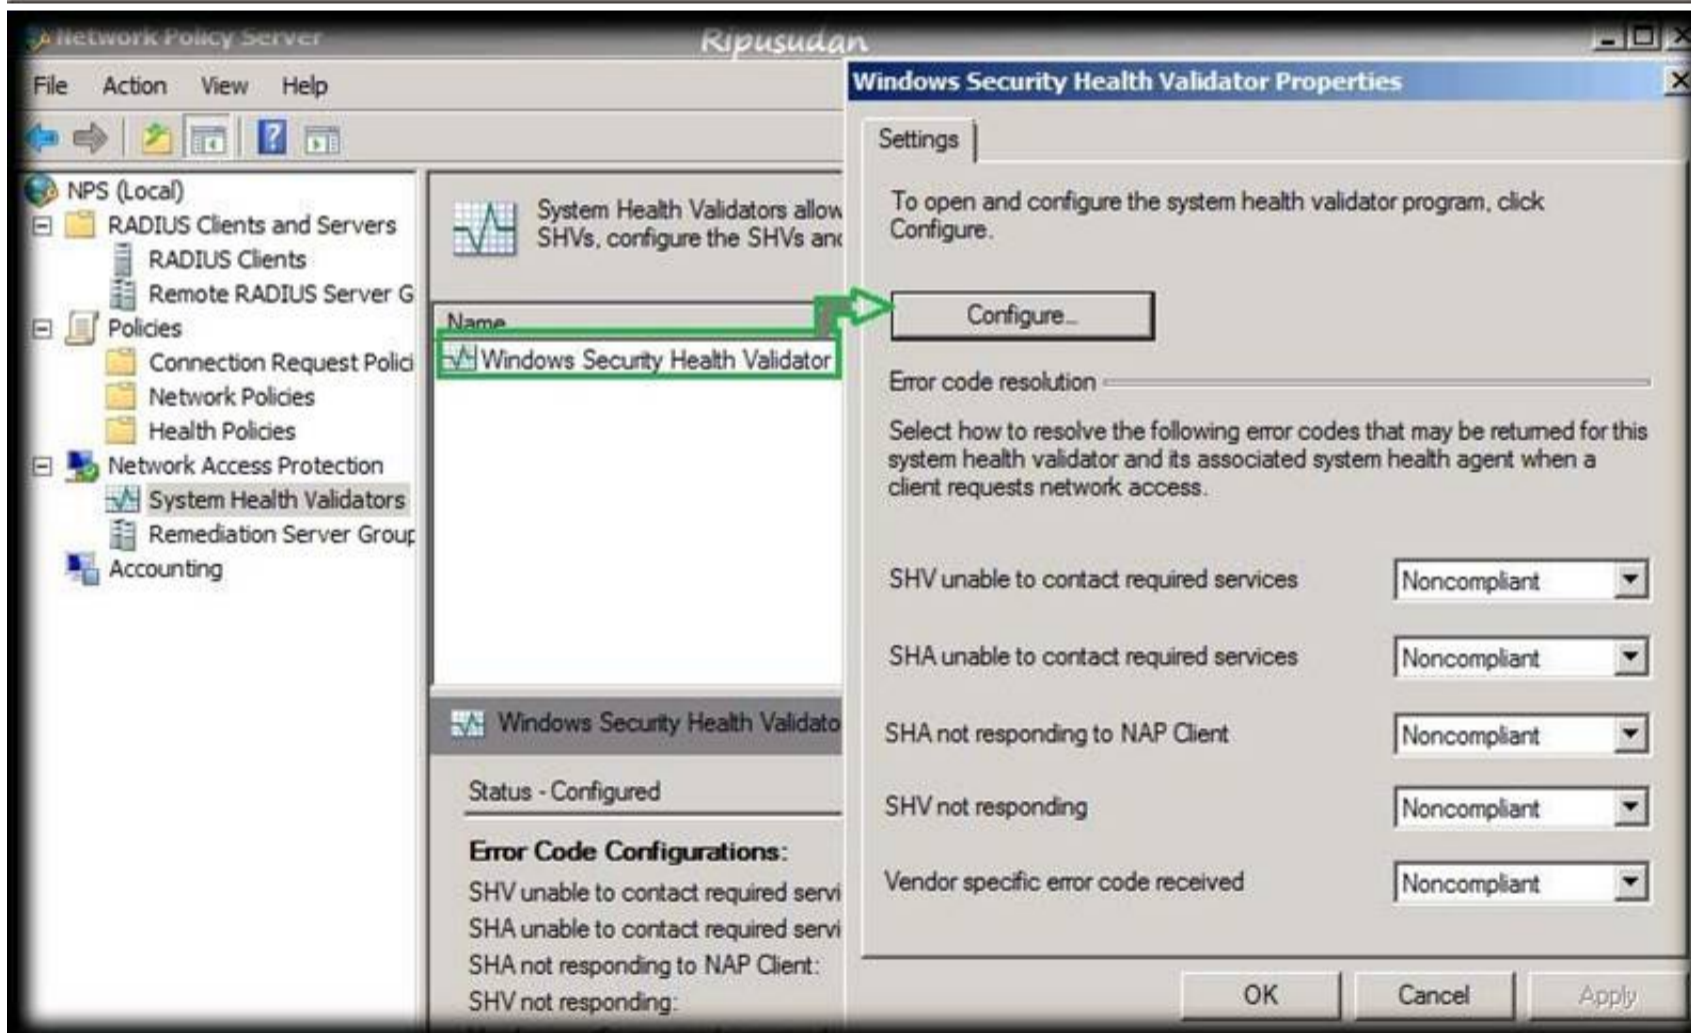 Network Policy Server
Ripusudan
File Action View Help
NPS (Local)
RADIUS Clients and Servers
RADIUS Clients
Remote RADIUS Server G
Policies
Connection Request Polici
Network Policies
Health Policies
Network Access Protection
System Health Validators
Remediation Server Group
Accounting
System Health Validators allow
SHVs, configure the SHVs and
Name
Windows Security Health Validator
Windows Security Health Validato
Status - Configured
Error Code Configurations:
SHV unable to contact required servi
SHA unable to contact required servi
SHA not responding to NAP Client:
SHV not responding:
Windows Security Health Validator Properties
Settings
To open and configure the system health validator program, click
Configure.
Configure...
Error code resolution
Select how to resolve the following error codes that may be returned for this
system health validator and its associated system health agent when a
client requests network access.
SHV unable to contact required services Noncompliant
SHA unable to contact required services Noncompliant
SHA not responding to NAP Client Noncompliant
SHV not responding Noncompliant
Vendor specific error code received Noncompliant
OK Cancel Apply